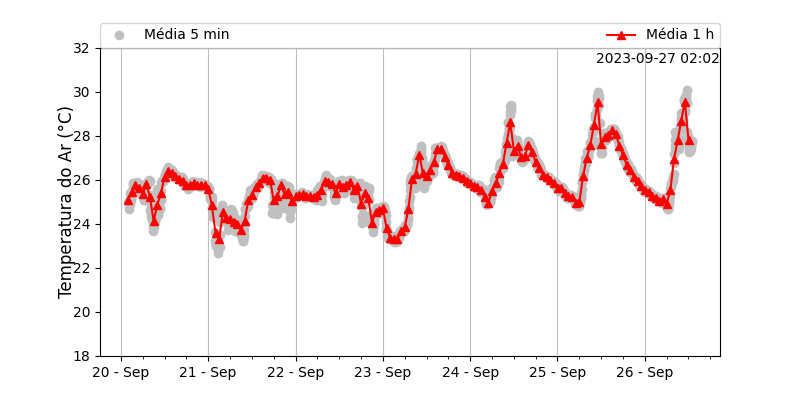 Média 5 min
Média 1 h
2023-09-27 02:02
Temperatura do Ar (°C)
32
30
28
26
24
22
20
18
20 - Sep
21 - Sep
22 - Sep
23 - Sep
24 - Sep
25 - Sep
26 - Sep